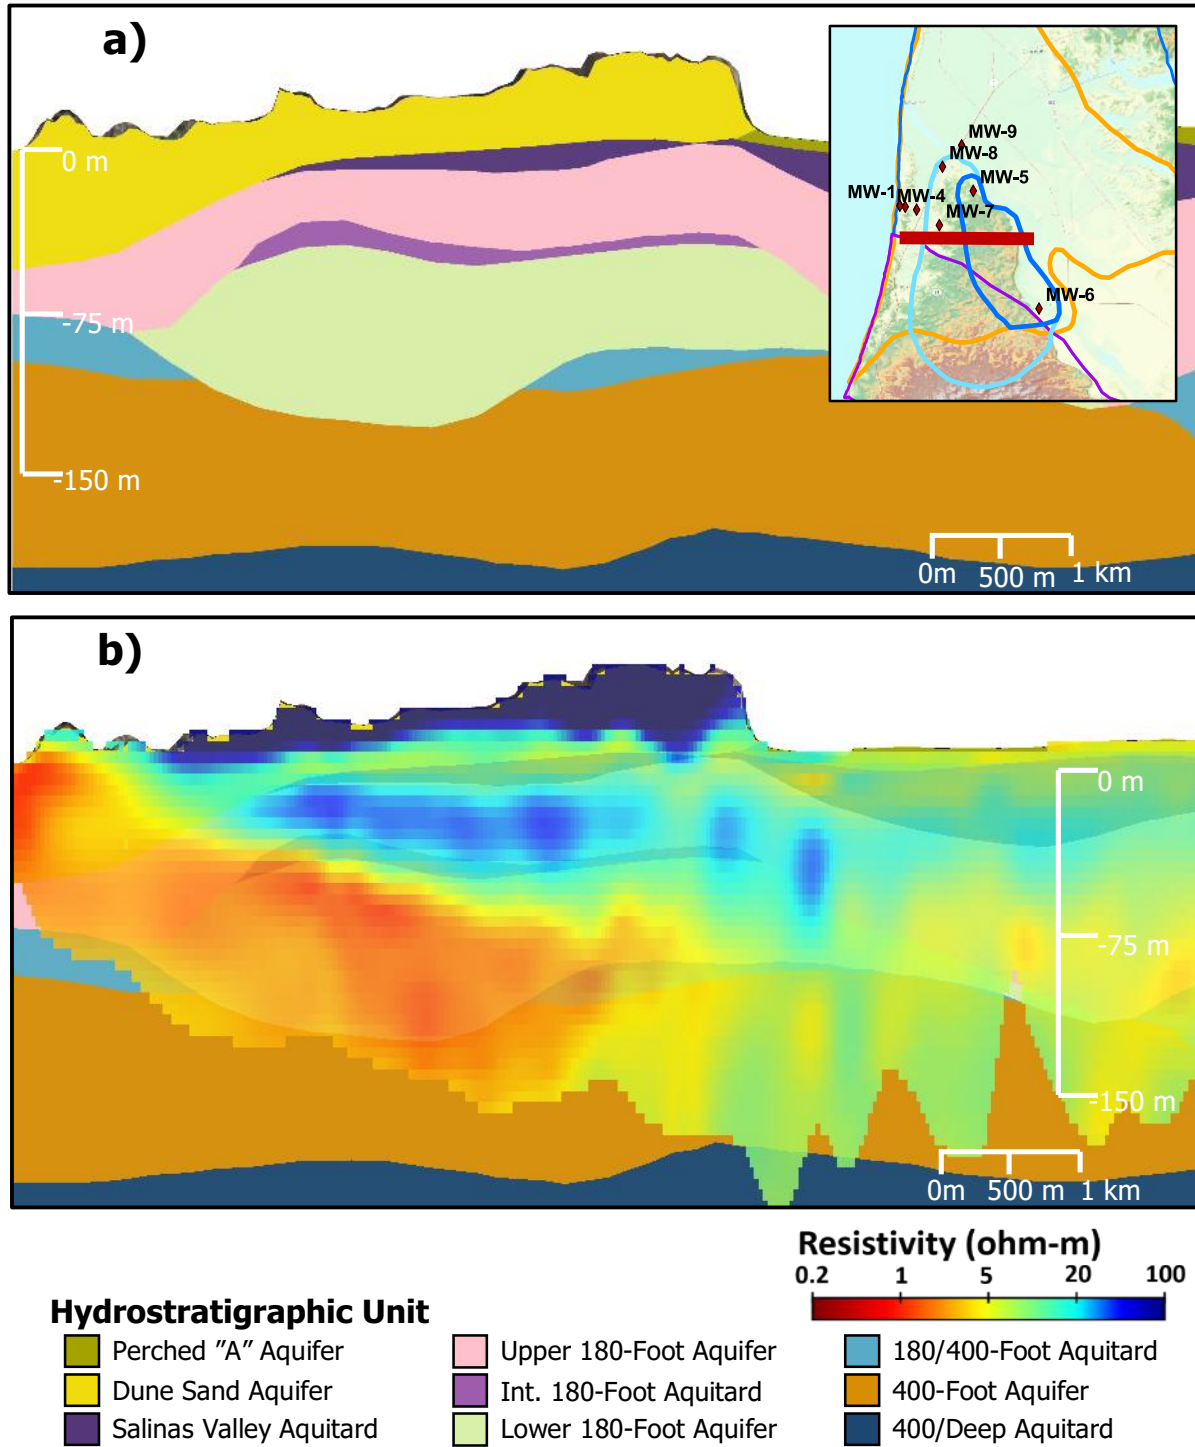 a)
0 m
-75 m
-150 m
MW-9
MW-8
MW-5
MW-1
MW-4
MW-7
MW-6
0m 500 m 1 km
b)
0 m
-75 m
-150 m
0m 500 m 1 km
Resistivity (ohm-m)
0.2 1 5 20 100
Hydrostratigraphic Unit
Perched ”A” Aquifer
Dune Sand Aquifer
Salinas Valley Aquitard
Upper 180-Foot Aquifer
Int. 180-Foot Aquitard
Lower 180-Foot Aquifer
180/400-Foot Aquitard
400-Foot Aquifer
400/Deep Aquitard